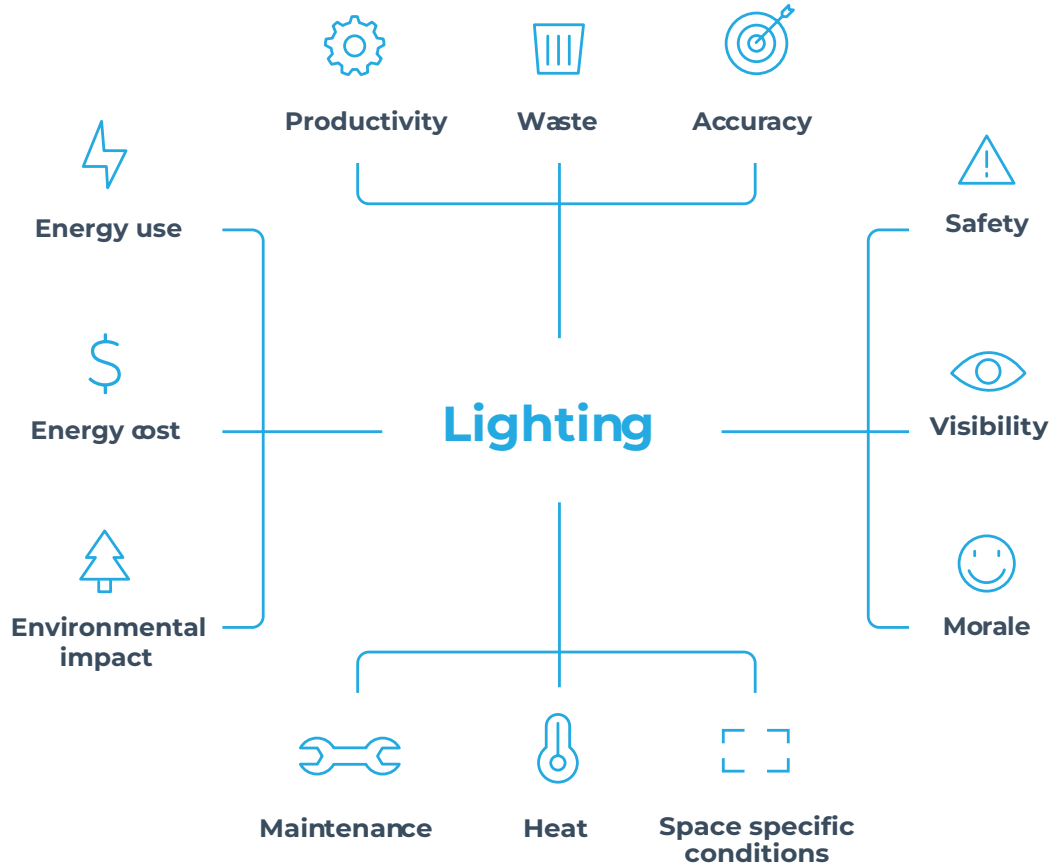 Productivity
Waste
Accuracy
Energy use
Safety
Energy cost
Lighting
Visibility
Environmental
impact
Morale
Maintenance
Heat
Space specific
conditions